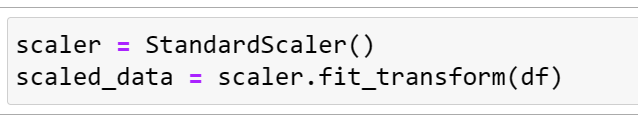 scaler = StandardScaler()
scaled_data = scaler.fit_transform(df)